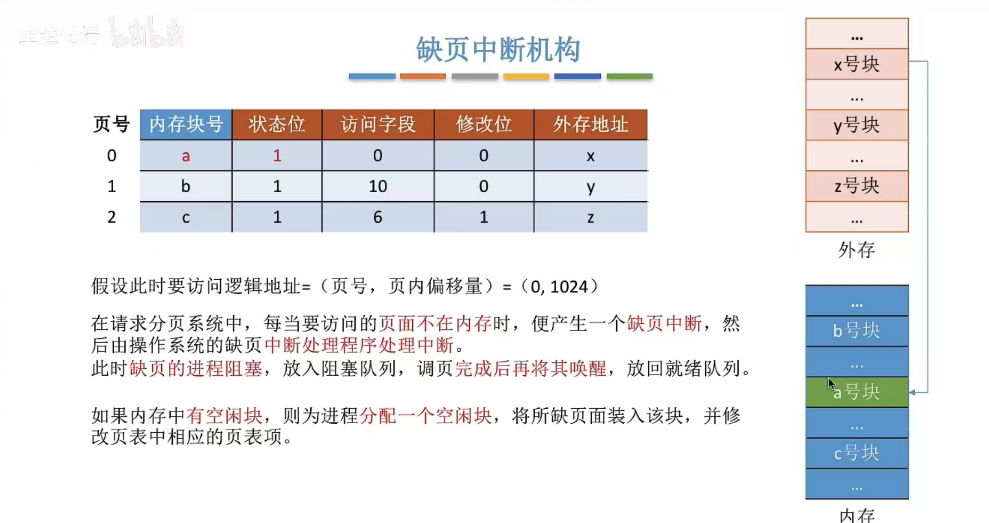 缺页中断机构
页号 内存块号 状态位 访问字段 修改位 外存地址
0 a 1 0 0 x
1 b 1 10 0 y
2 c 1 6 1 z
假设此时要访问逻辑地址=（页号，页内偏移量）=（0, 1024）
在请求分页系统中，每当要访问的页面不在内存时，便产生一个缺页中断，然
后由操作系统的缺页中断处理程序处理中断。
此时缺页的进程阻塞，放入阻塞队列，调页完成后再将其唤醒，放回就绪队列。
如果内存中有空闲块，则为进程分配一个空闲块，将所缺页面装入该块，并修
改页表中相应的页表项。
...
x号块
...
y号块
...
z号块
...
外存
...
b号块
...
a号块
...
c号块
...
内存